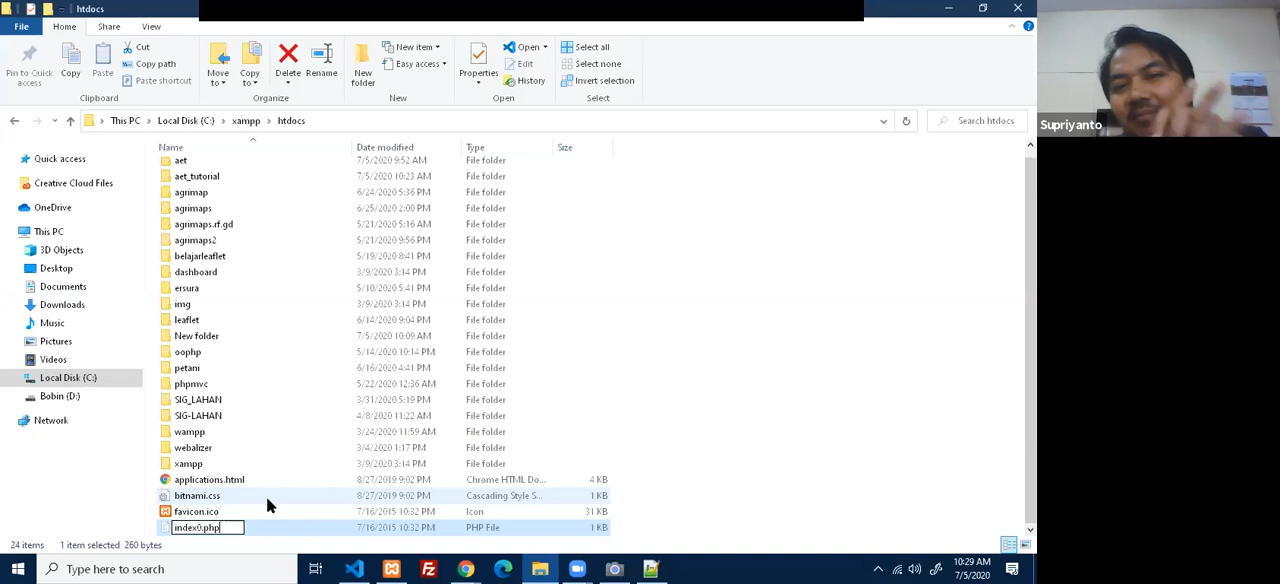 htdocs
File
Home
Share
View
Pin to Quick access
Copy
Paste
Cut
Copy path
Paste shortcut
Clipboard
Move to
Copy to
Delete
Rename
Organize
New folder
New item
Easy access
New
Properties
Open
Edit
History
Open
Select all
Select none
Invert selection
Select
This PC > Local Disk (C:) > xampp > htdocs
Search htdocs
Quick access
Creative Cloud Files
OneDrive
This PC
3D Objects
Desktop
Documents
Downloads
Music
Pictures
Videos
Local Disk (C:)
Bobin (D:)
Network
Name Date modified Type Size
aet 7/5/2020 9:52 AM File folder
aet_tutorial 7/5/2020 10:23 AM File folder
agrimap 6/24/2020 5:36 PM File folder
agrimaps 6/25/2020 2:00 PM File folder
agrimaps.rf.gd 5/21/2020 5:16 AM File folder
agrimaps2 5/21/2020 9:56 PM File folder
belajarleaflet 5/19/2020 8:41 PM File folder
dashboard 3/9/2020 3:14 PM File folder
ersura 5/10/2020 5:41 PM File folder
img 3/9/2020 3:14 PM File folder
leaflet 6/14/2020 9:04 PM File folder
New folder 7/5/2020 10:09 AM File folder
oophp 5/14/2020 10:14 PM File folder
petani 6/16/2020 4:41 PM File folder
phpmvc 5/22/2020 12:36 AM File folder
SIG_LAHAN 3/31/2020 5:19 PM File folder
SIG-LAHAN 4/8/2020 11:22 AM File folder
wampp 3/24/2020 11:59 AM File folder
webalizer 3/4/2020 1:17 PM File folder
xampp 3/9/2020 3:14 PM File folder
applications.html 8/27/2019 9:02 PM Chrome HTML Do... 4 KB
bitnami.css 8/27/2019 9:02 PM Cascading Style S... 1 KB
favicon.ico 7/16/2015 10:32 PM Icon 31 KB
index0.php 7/16/2015 10:32 PM PHP File 1 KB
24 items 1 item selected 260 bytes
Type here to search
10:29 AM
7/5/2020
Supriyanto